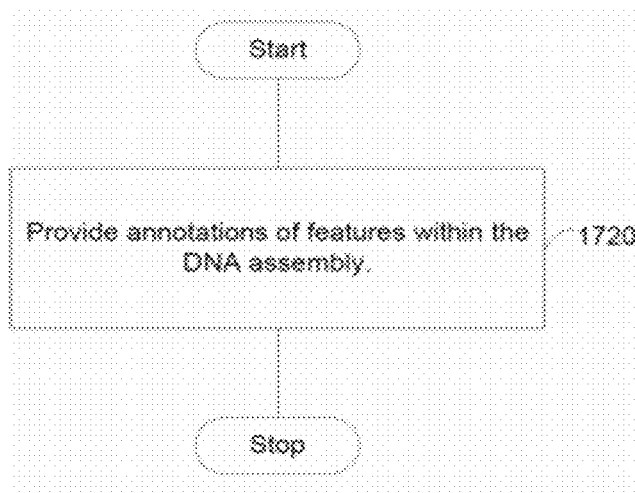 Start
Provide annotations of features within the
DNA assembly.
1720
Stop